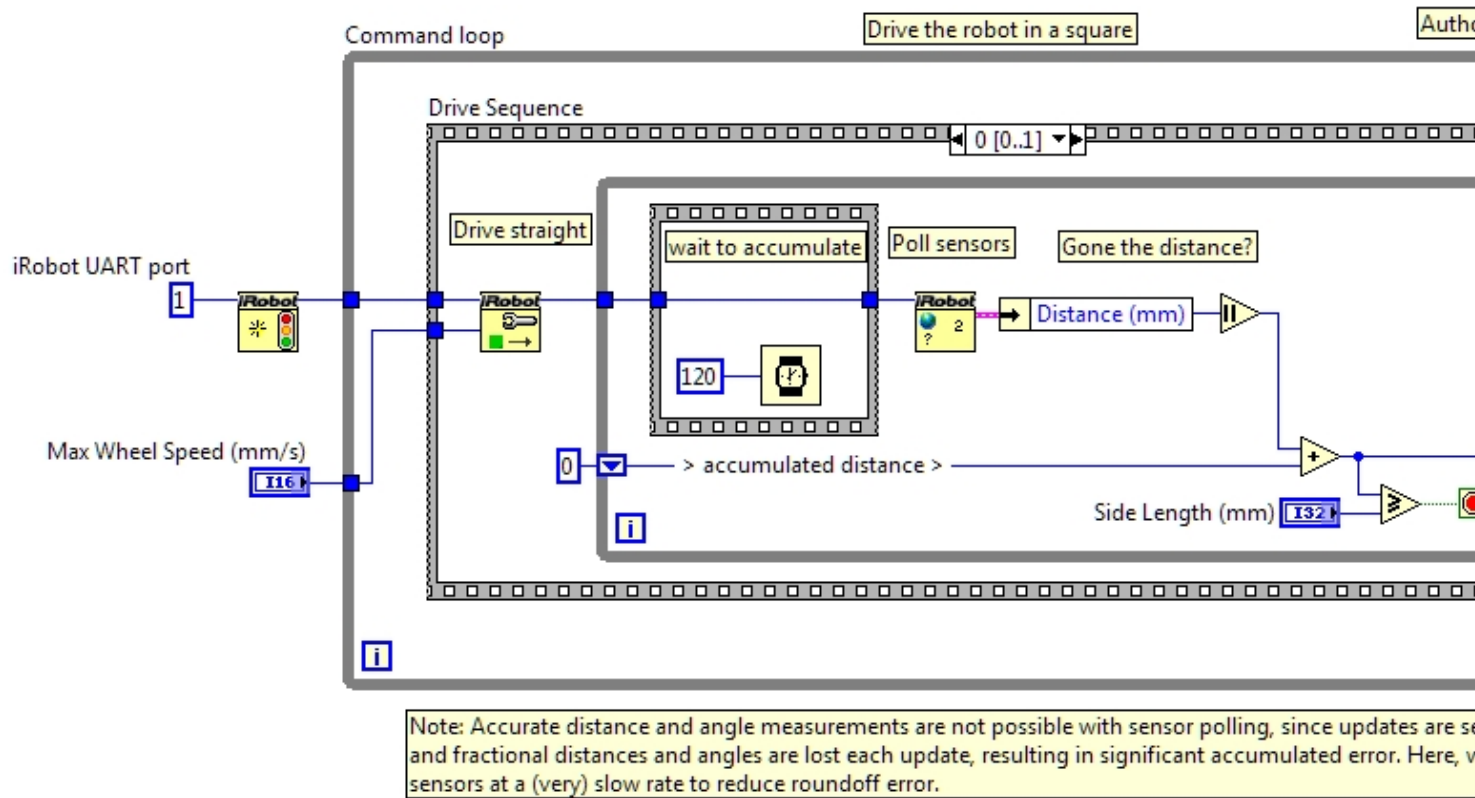 Command loop
Drive the robot in a square
Autho
Drive Sequence
0 [0..1]
Drive straight
wait to accumulate
Poll sensors
Gone the distance?
iRobot UART port
1
iRobot
iRobot
iRobot
2
?
Distance (mm)
120
Max Wheel Speed (mm/s)
I16
0
> accumulated distance >
+
≥
Side Length (mm)
I32
i
i
Note: Accurate distance and angle measurements are not possible with sensor polling, since updates are se
and fractional distances and angles are lost each update, resulting in significant accumulated error. Here, w
sensors at a (very) slow rate to reduce roundoff error.